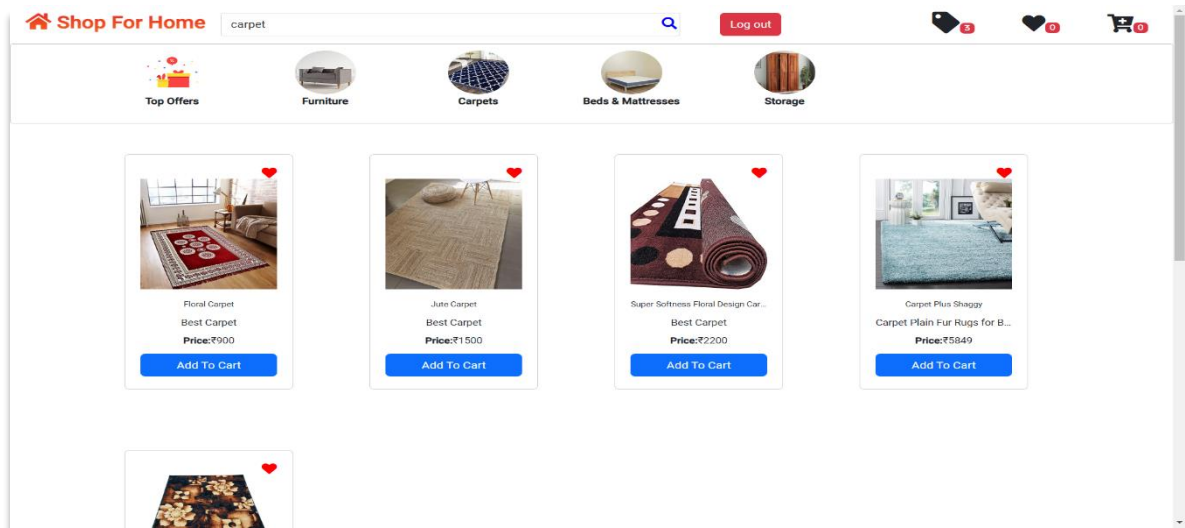 Shop For Home
carpet
Log out
3
0
0
Top Offers
Furniture
Carpets
Beds & Mattresses
Storage
Floral Carpet
Best Carpet
Price:₹900
Add To Cart
Jute Carpet
Best Carpet
Price:₹1500
Add To Cart
Super Softness Floral Design Car...
Best Carpet
Price:₹2200
Add To Cart
Carpet Plus Shaggy
Carpet Plain Fur Rugs for B...
Price:₹5849
Add To Cart